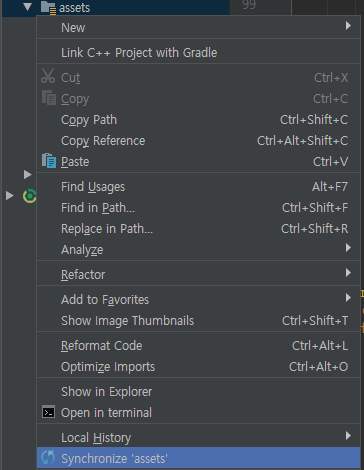 assets
99
New
Link C++ Project with Gradle
Cut Ctrl+X
Copy Ctrl+C
Copy Path Ctrl+Shift+C
Copy Reference Ctrl+Alt+Shift+C
Paste Ctrl+V
Find Usages Alt+F7
Find in Path... Ctrl+Shift+F
Replace in Path... Ctrl+Shift+R
Analyze
Refactor
Add to Favorites
Show Image Thumbnails Ctrl+Shift+T
Reformat Code Ctrl+Alt+L
Optimize Imports Ctrl+Alt+O
Show in Explorer
Open in terminal
Local History
Synchronize 'assets'